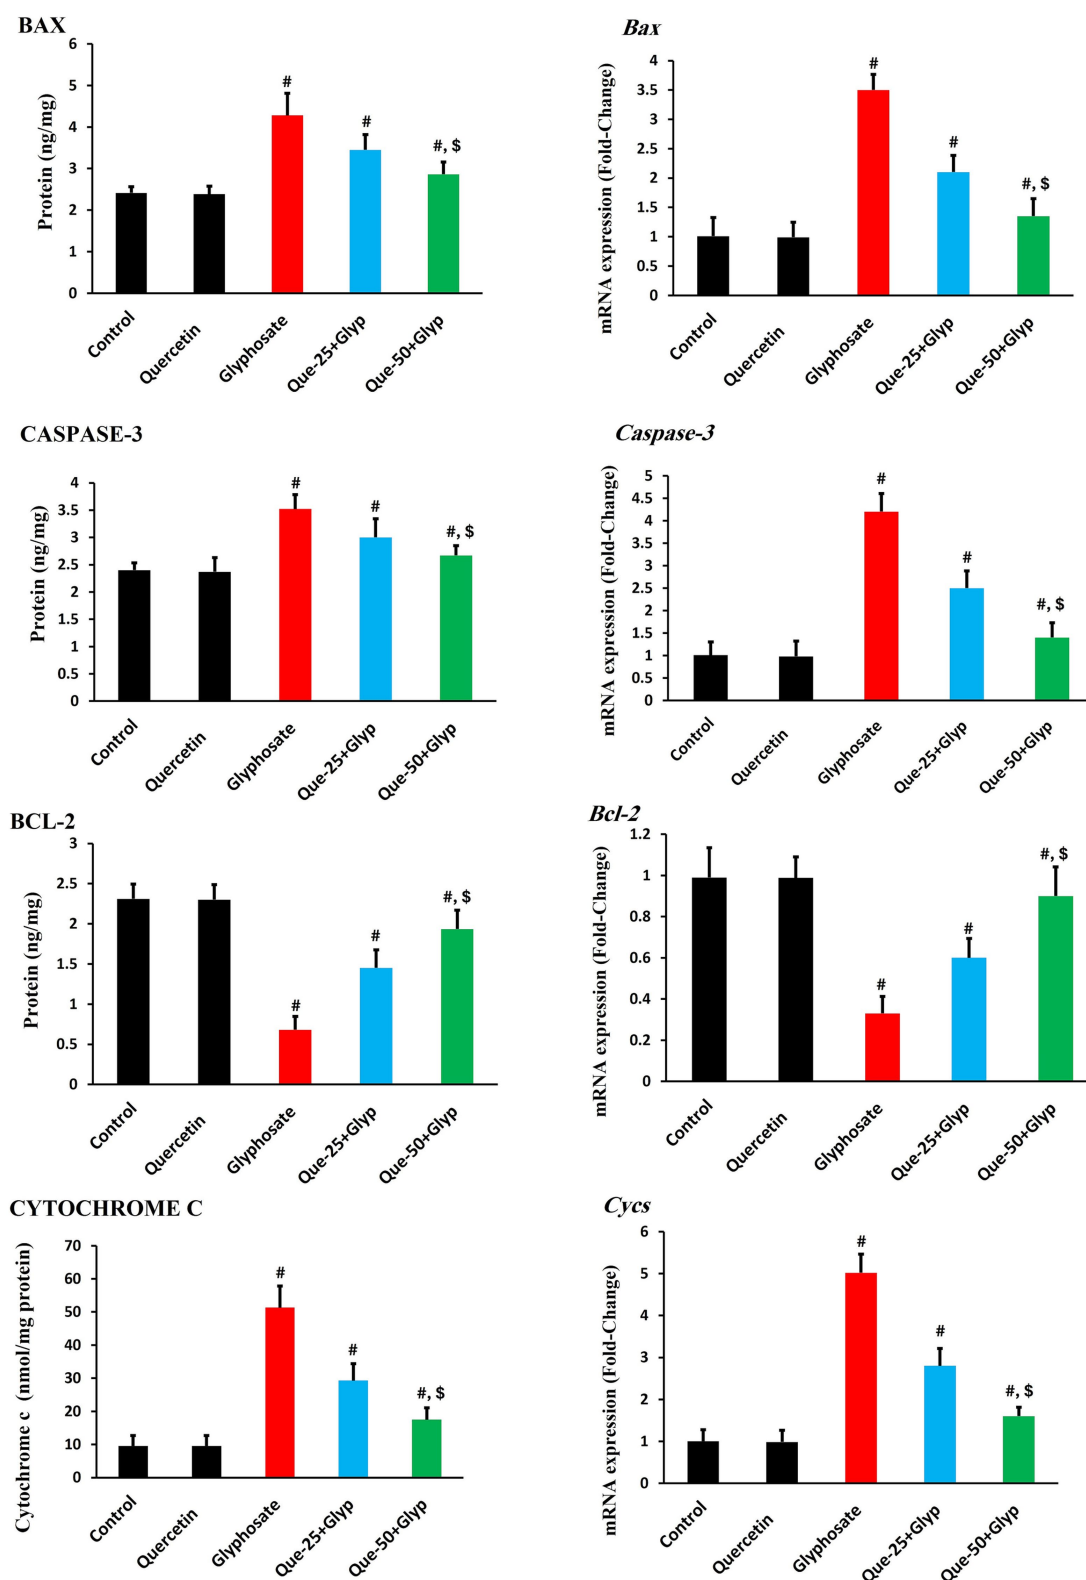 BAX
Protein (ng/mg)
6
5
4
3
2
1
0
#
#
#, $
Control
Quercetin
Glyphosate
Que-25+Glyp
Que-50+Glyp
Bax
mRNA expression (Fold-Change)
4
3.5
3
2.5
2
1.5
1
0.5
0
#
#
#, $
Control
Quercetin
Glyphosate
Que-25+Glyp
Que-50+Glyp
CASPASE-3
Protein (ng/mg)
4
3.5
3
2.5
2
1.5
1
0.5
0
#
#
#, $
Control
Quercetin
Glyphosate
Que-25+Glyp
Que-50+Glyp
Caspase-3
mRNA expression (Fold-Change)
5
4.5
4
3.5
3
2.5
2
1.5
1
0.5
0
#
#
#, $
Control
Quercetin
Glyphosate
Que-25+Glyp
Que-50+Glyp
BCL-2
Protein (ng/mg)
3
2.5
2
1.5
1
0.5
0
#
#
#, $
Control
Quercetin
Glyphosate
Que-25+Glyp
Que-50+Glyp
Bcl-2
mRNA expression (Fold-Change)
1.2
1
0.8
0.6
0.4
0.2
0
#
#
#, $
Control
Quercetin
Glyphosate
Que-25+Glyp
Que-50+Glyp
CYTOCHROME C
Cytochrome c (nmol/mg protein)
70
60
50
40
30
20
10
0
#
#
#, $
Control
Quercetin
Glyphosate
Que-25+Glyp
Que-50+Glyp
Cycs
mRNA expression (Fold-Change)
6
5
4
3
2
1
0
#
#
#, $
Control
Quercetin
Glyphosate
Que-25+Glyp
Que-50+Glyp